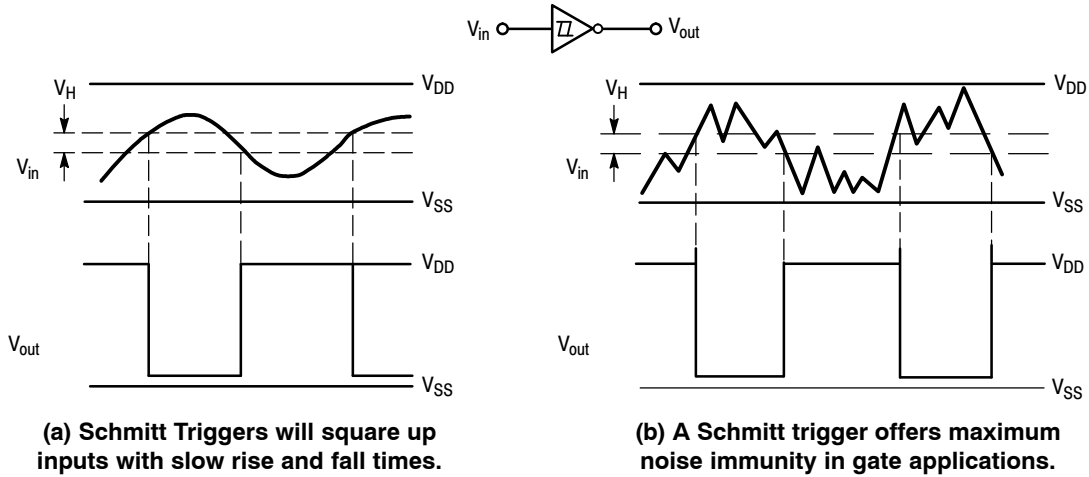 Vin Vout
VH VDD
Vin
VSS
VDD
Vout
VSS
(a) Schmitt Triggers will square up
inputs with slow rise and fall times.
VH VDD
Vin
VSS
VDD
Vout
VSS
(b) A Schmitt trigger offers maximum
noise immunity in gate applications.